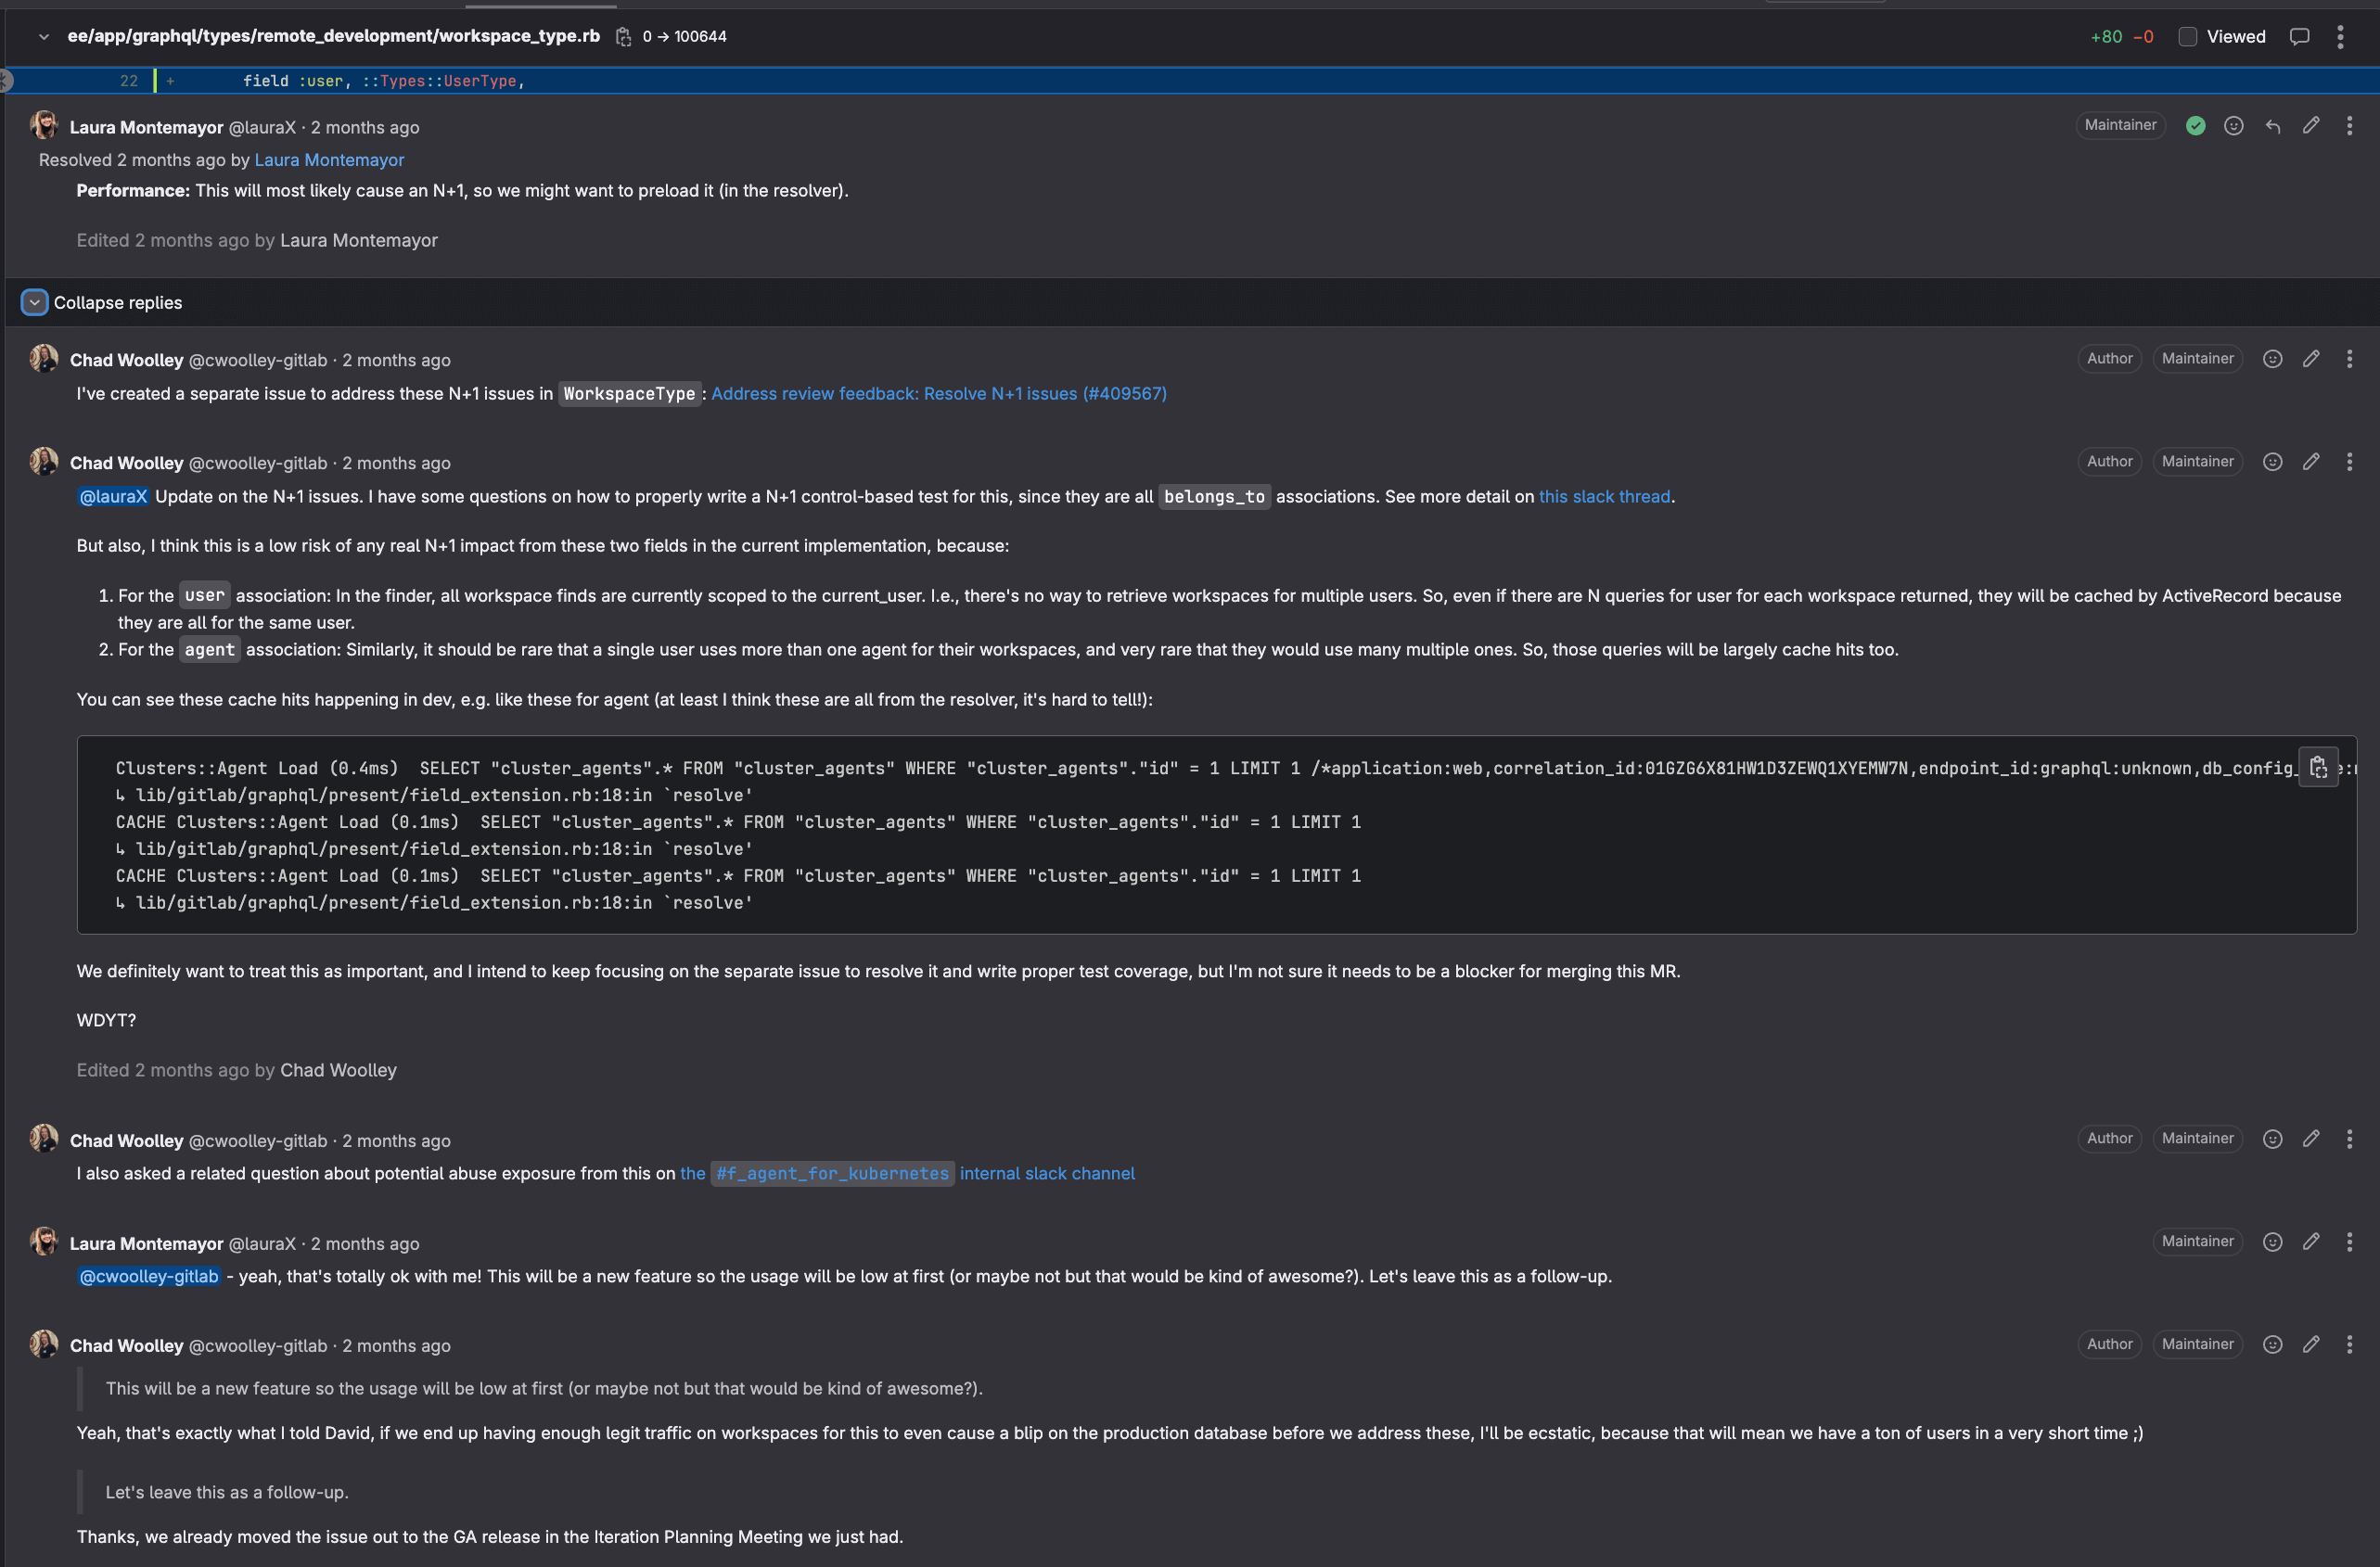 ee/app/graphql/types/remote_development/workspace_type.rb 0 → 100644 +80 −0 Viewed
22 + field :user, ::Types::UserType,
Laura Montemayor @lauraX · 2 months ago Maintainer
Resolved 2 months ago by Laura Montemayor
Performance: This will most likely cause an N+1, so we might want to preload it (in the resolver).
Edited 2 months ago by Laura Montemayor
Collapse replies
Chad Woolley @cwoolley-gitlab · 2 months ago Author Maintainer
I've created a separate issue to address these N+1 issues in WorkspaceType: Address review feedback: Resolve N+1 issues (#409567)
Chad Woolley @cwoolley-gitlab · 2 months ago Author Maintainer
@lauraX Update on the N+1 issues. I have some questions on how to properly write a N+1 control-based test for this, since they are all belongs_to associations. See more detail on this slack thread.
But also, I think this is a low risk of any real N+1 impact from these two fields in the current implementation, because:
1. For the user association: In the finder, all workspace finds are currently scoped to the current_user. I.e., there's no way to retrieve workspaces for multiple users. So, even if there are N queries for user for each workspace returned, they will be cached by ActiveRecord because
they are all for the same user.
2. For the agent association: Similarly, it should be rare that a single user uses more than one agent for their workspaces, and very rare that they would use many multiple ones. So, those queries will be largely cache hits too.
You can see these cache hits happening in dev, e.g. like these for agent (at least I think these are all from the resolver, it's hard to tell!):
Clusters::Agent Load (0.4ms)  SELECT "cluster_agents".* FROM "cluster_agents" WHERE "cluster_agents"."id" = 1 LIMIT 1 /*application:web,correlation_id:01GZG6X81HW1D3ZEWQ1XYEMW7N,endpoint_id:graphql:unknown,db_config_
↳ lib/gitlab/graphql/present/field_extension.rb:18:in `resolve'
CACHE Clusters::Agent Load (0.1ms)  SELECT "cluster_agents".* FROM "cluster_agents" WHERE "cluster_agents"."id" = 1 LIMIT 1
↳ lib/gitlab/graphql/present/field_extension.rb:18:in `resolve'
CACHE Clusters::Agent Load (0.1ms)  SELECT "cluster_agents".* FROM "cluster_agents" WHERE "cluster_agents"."id" = 1 LIMIT 1
↳ lib/gitlab/graphql/present/field_extension.rb:18:in `resolve'
We definitely want to treat this as important, and I intend to keep focusing on the separate issue to resolve it and write proper test coverage, but I'm not sure it needs to be a blocker for merging this MR.
WDYT?
Edited 2 months ago by Chad Woolley
Chad Woolley @cwoolley-gitlab · 2 months ago Author Maintainer
I also asked a related question about potential abuse exposure from this on the #f_agent_for_kubernetes internal slack channel
Laura Montemayor @lauraX · 2 months ago Maintainer
@cwoolley-gitlab - yeah, that's totally ok with me! This will be a new feature so the usage will be low at first (or maybe not but that would be kind of awesome?). Let's leave this as a follow-up.
Chad Woolley @cwoolley-gitlab · 2 months ago Author Maintainer
This will be a new feature so the usage will be low at first (or maybe not but that would be kind of awesome?).
Yeah, that's exactly what I told David, if we end up having enough legit traffic on workspaces for this to even cause a blip on the production database before we address these, I'll be ecstatic, because that will mean we have a ton of users in a very short time ;)
Let's leave this as a follow-up.
Thanks, we already moved the issue out to the GA release in the Iteration Planning Meeting we just had.